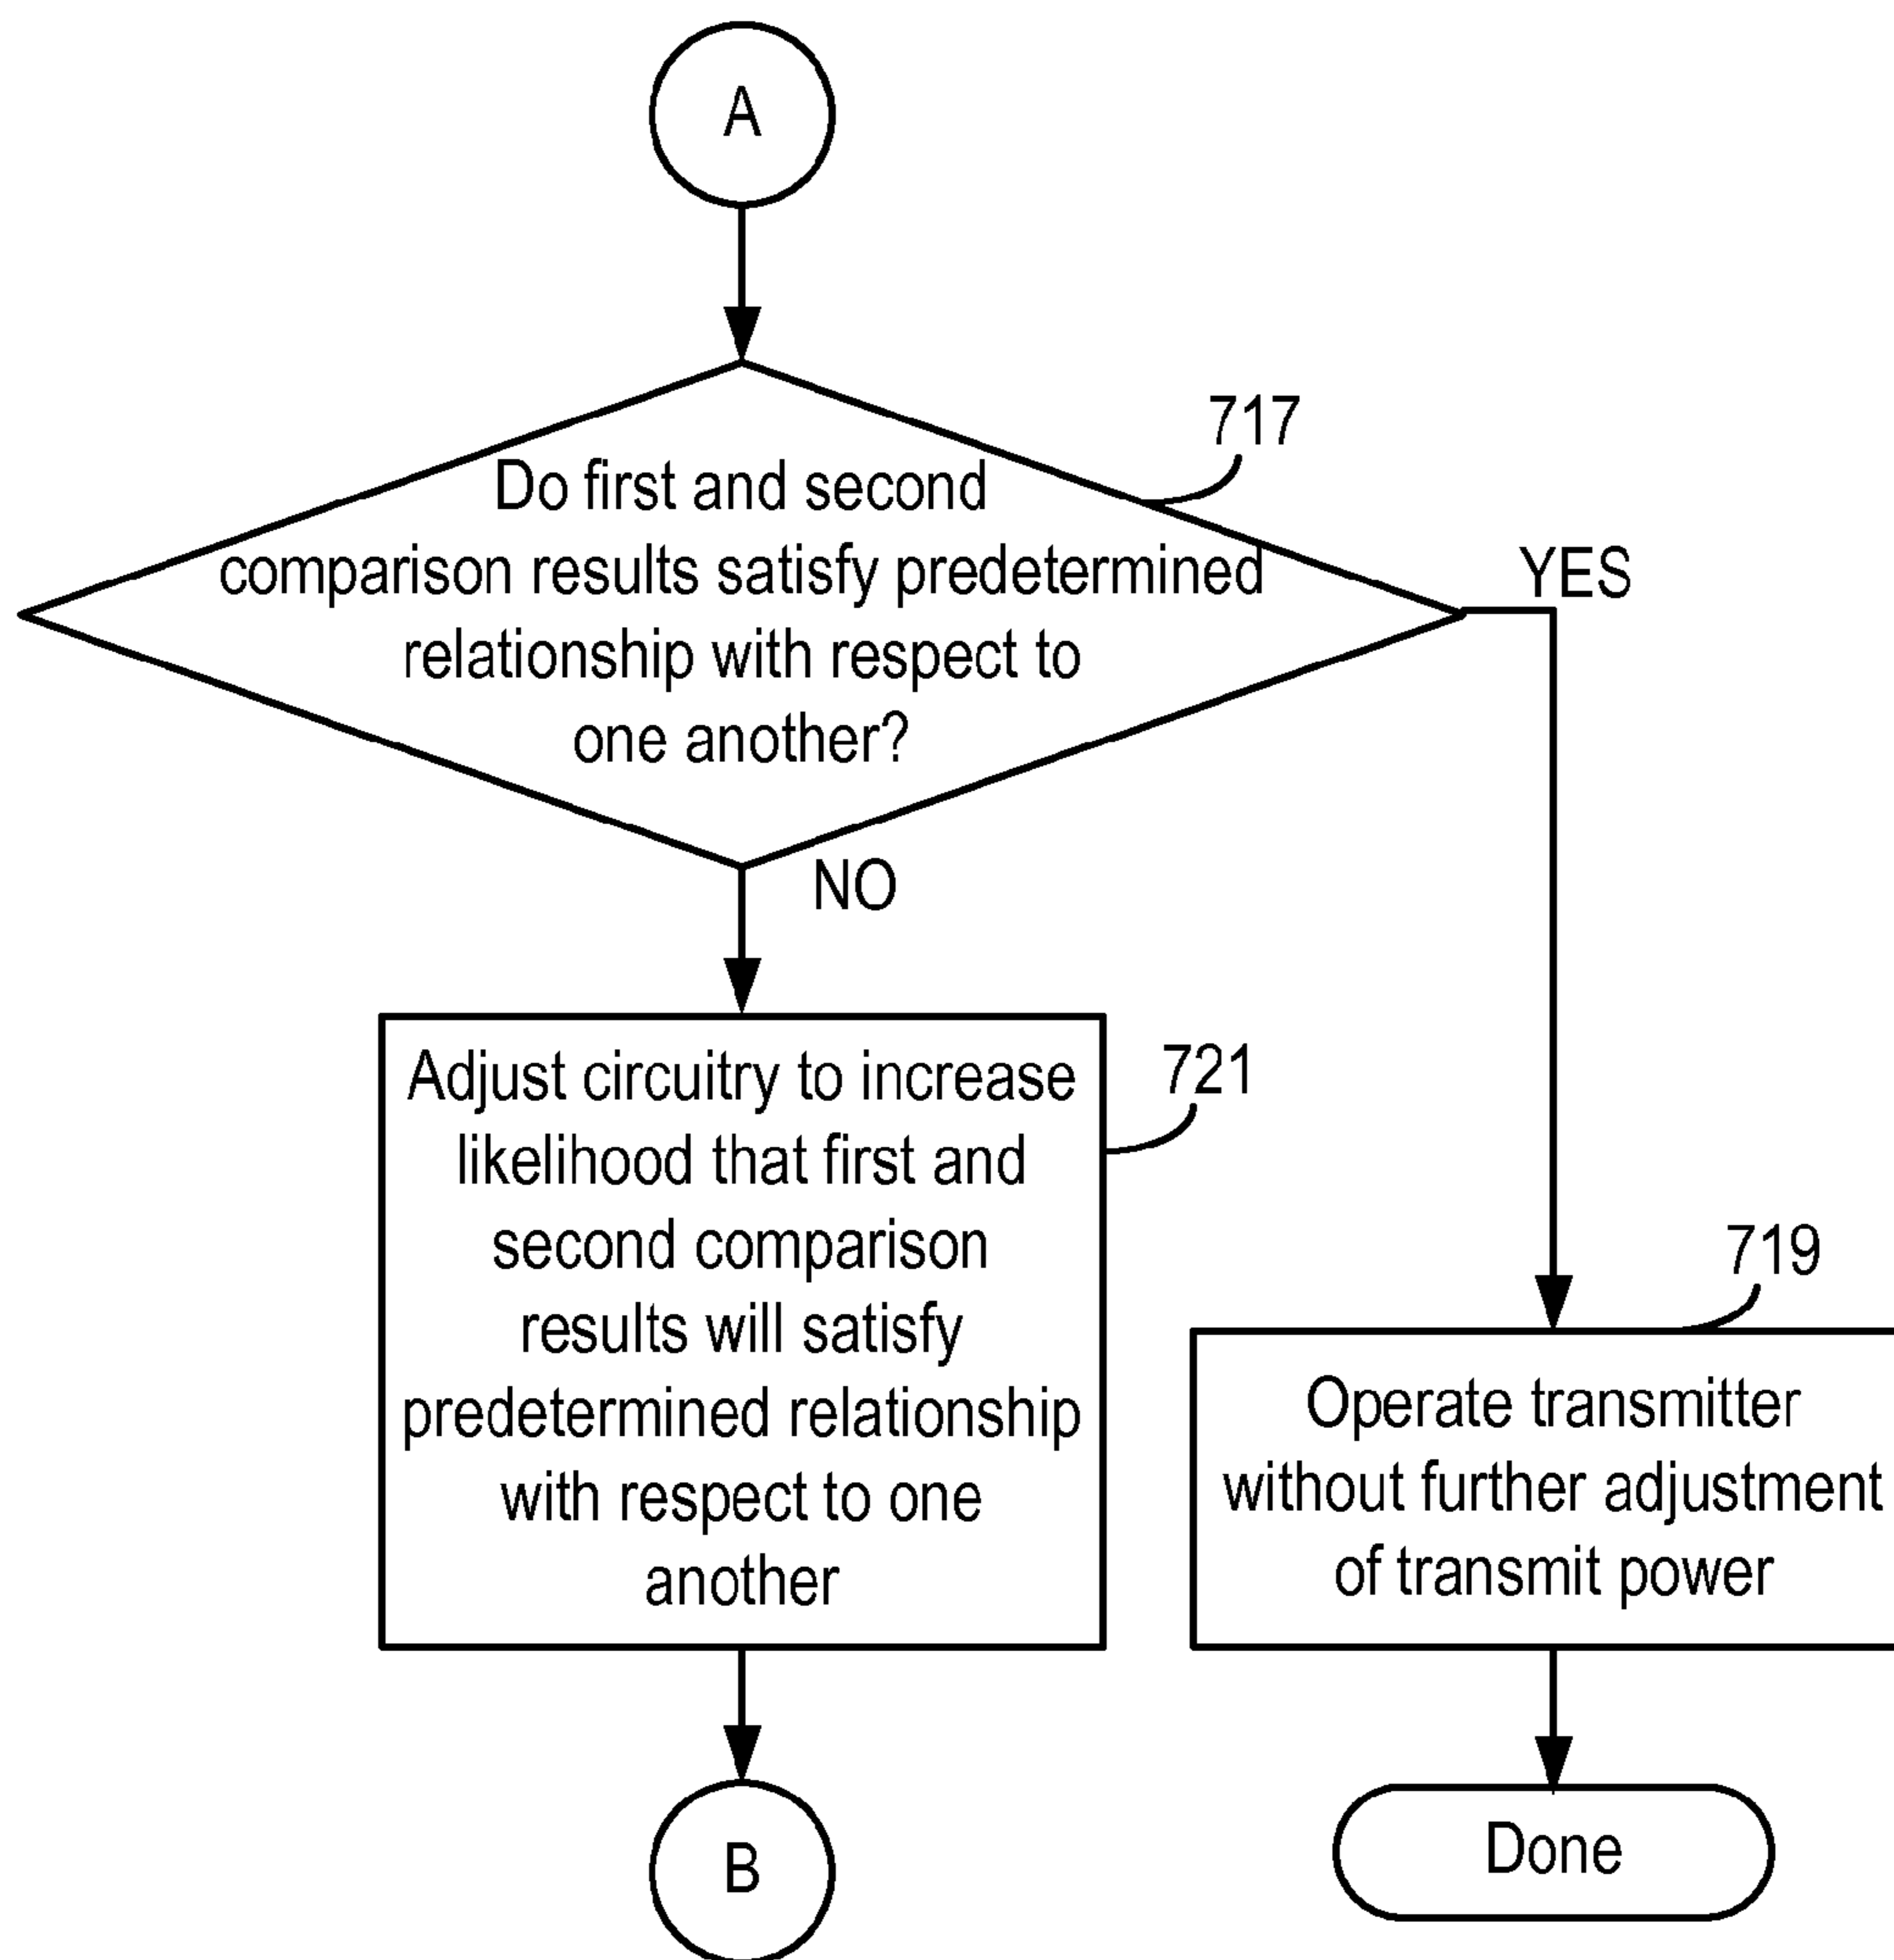 A
717
Do first and second
comparison results satisfy predetermined
relationship with respect to
one another?
YES
NO
Adjust circuitry to increase
likelihood that first and
second comparison
results will satisfy
predetermined relationship
with respect to one
another
721
719
Operate transmitter
without further adjustment
of transmit power
B
Done